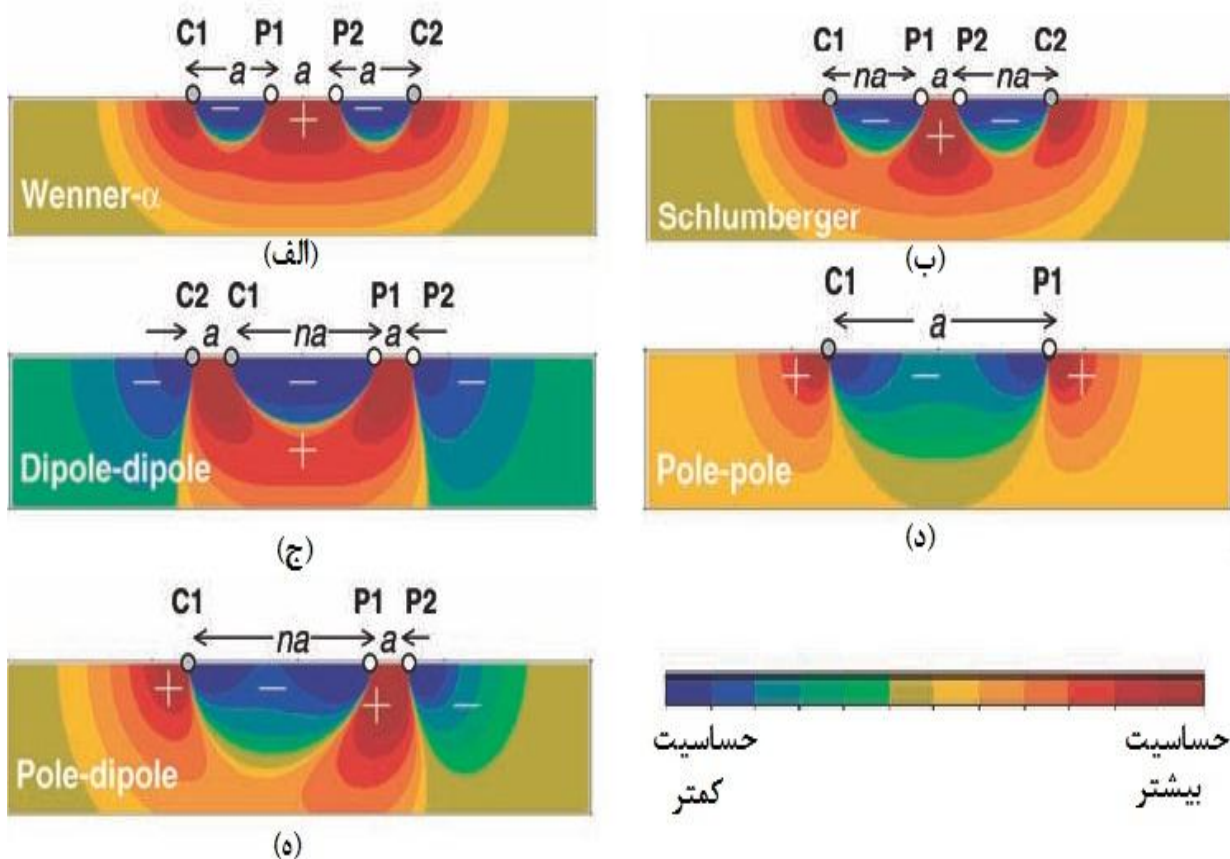 C1 P1 P2 C2
a a a
− + −
Wenner-α
(الف)
C1 P1 P2 C2
na a na
− + −
Schlumberger
(ب)
C2 C1 P1 P2
a na a
− − −
+
Dipole-dipole
(ج)
C1 P1
a
+ − +
Pole-pole
(د)
C1 P1 P2
na a
+ − + −
Pole-dipole
(ه)
حساسیت کمتر
حساسیت بیشتر